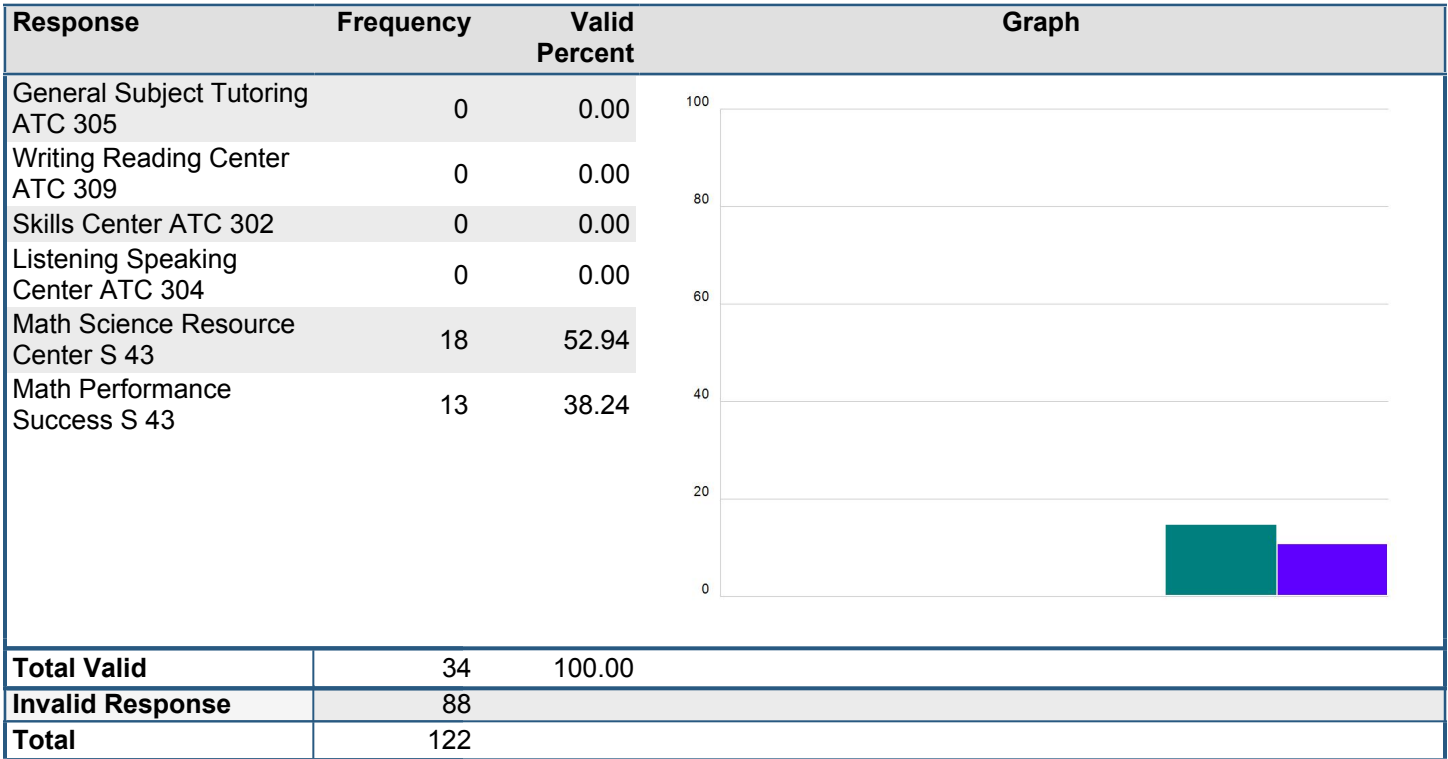 Response Frequency Valid Percent Graph
General Subject Tutoring ATC 305 0 0.00
Writing Reading Center ATC 309 0 0.00
Skills Center ATC 302 0 0.00
Listening Speaking Center ATC 304 0 0.00
Math Science Resource Center S 43 18 52.94
Math Performance Success S 43 13 38.24
100
80
60
40
20
0
Total Valid 34 100.00
Invalid Response 88
Total 122